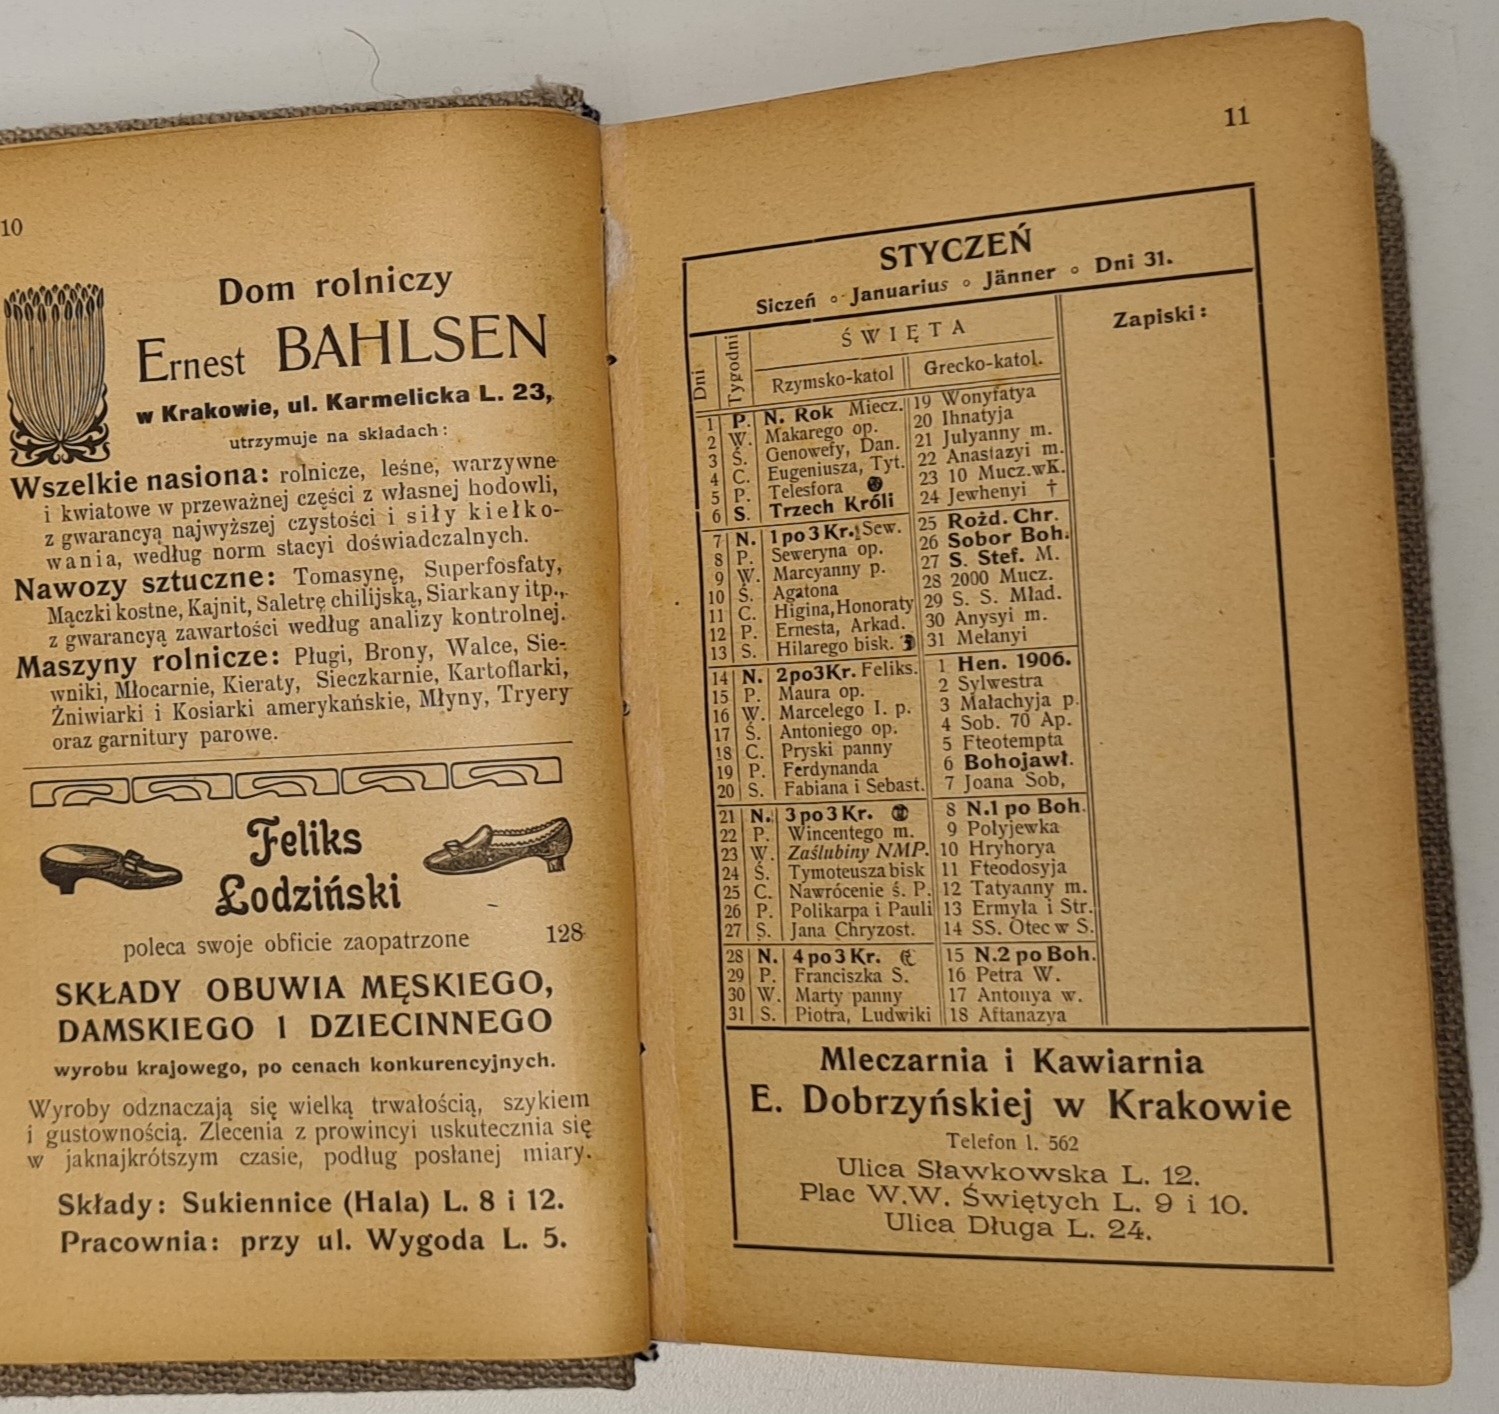 10
Dom rolniczy
Ernest BAHLSEN
w Krakowie, ul. Karmelicka L. 23,
utrzymuje na składach:
Wszelkie nasiona: rolnicze, leśne, warzywne
i kwiatowe w przeważnej części z własnej hodowli,
z gwarancyą najwyższej czystości i siły kiełko-
wania, według norm stacyi doświadczalnych.
Nawozy sztuczne: Tomasynę, Superfosfaty,
Mączki kostne, Kajnit, Saletrę chilijską, Siarkany itp.,
z gwarancyą zawartości według analizy kontrolnej.
Maszyny rolnicze: Pługi, Brony, Walce, Sie-
wniki, Młocarnie, Kieraty, Sieczkarnie, Kartoflarki,
Żniwiarki i Kosiarki amerykańskie, Młyny, Tryery
oraz garnitury parowe.
Feliks
Łodziński
poleca swoje obficie zaopatrzone 128
SKŁADY OBUWIA MĘSKIEGO,
DAMSKIEGO I DZIECINNEGO
wyrobu krajowego, po cenach konkurencyjnych.
Wyroby odznaczają się wielką trwałością, szykiem
i gustownością. Zlecenia z prowincyi uskutecznia się
w jaknajkrótszym czasie, podług posłanej miary.
Składy: Sukiennice (Hala) L. 8 i 12.
Pracownia: przy ul. Wygoda L. 5.
11
STYCZEŃ
Siczeń ∘ Januarius ∘ Jänner ∘ Dni 31.
Dni Tygodni ŚWIĘTA Zapiski:
Rzymsko-katol Grecko-katol.
1 P. N. Rok Miecz. 19 Wonyfatya
2 W. Makarego op. 20 Ihnatyja
3 Ś. Genowefy, Dan. 21 Julyanny m.
4 C. Eugeniusza, Tyt. 22 Anastazyi m.
5 P. Telesfora 23 10 Mucz.wK.
6 S. Trzech Króli 24 Jewhenyi †
7 N. 1 po 3 Kr. Sew. 25 Rożd. Chr.
8 P. Seweryna op. 26 Sobor Boh.
9 W. Marcyanny p. 27 S. Stef. M.
10 Ś. Agatona 28 2000 Mucz.
11 C. Higina, Honoraty 29 S. S. Mład.
12 P. Ernesta, Arkad. 30 Anysyi m.
13 S. Hilarego bisk. 31 Melanyi
14 N. 2 po 3 Kr. Feliks. 1 Hen. 1906.
15 P. Maura op. 2 Sylwestra
16 W. Marcelego I. p. 3 Małachyja p.
17 Ś. Antoniego op. 4 Sob. 70 Ap.
18 C. Pryski panny 5 Fteotempta
19 P. Ferdynanda 6 Bohojawł.
20 S. Fabiana i Sebast. 7 Joana Sob,
21 N. 3 po 3 Kr. 8 N.1 po Boh.
22 P. Wincentego m. 9 Połyjewka
23 W. Zaślubiny NMP. 10 Hryhorya
24 Ś. Tymoteusza bisk 11 Fteodosyja
25 C. Nawrócenie ś. P. 12 Tatyanny m.
26 P. Polikarpa i Pauli 13 Ermyła i Str.
27 S. Jana Chryzost. 14 SS. Otec w S.
28 N. 4 po 3 Kr. 15 N.2 po Boh.
29 P. Franciszka S. 16 Petra W.
30 W. Marty panny 17 Antonya w.
31 S. Piotra, Ludwiki 18 Aftanazya
Mleczarnia i Kawiarnia
E. Dobrzyńskiej w Krakowie
Telefon l. 562
Ulica Sławkowska L. 12.
Plac W.W. Świętych L. 9 i 10.
Ulica Długa L. 24.